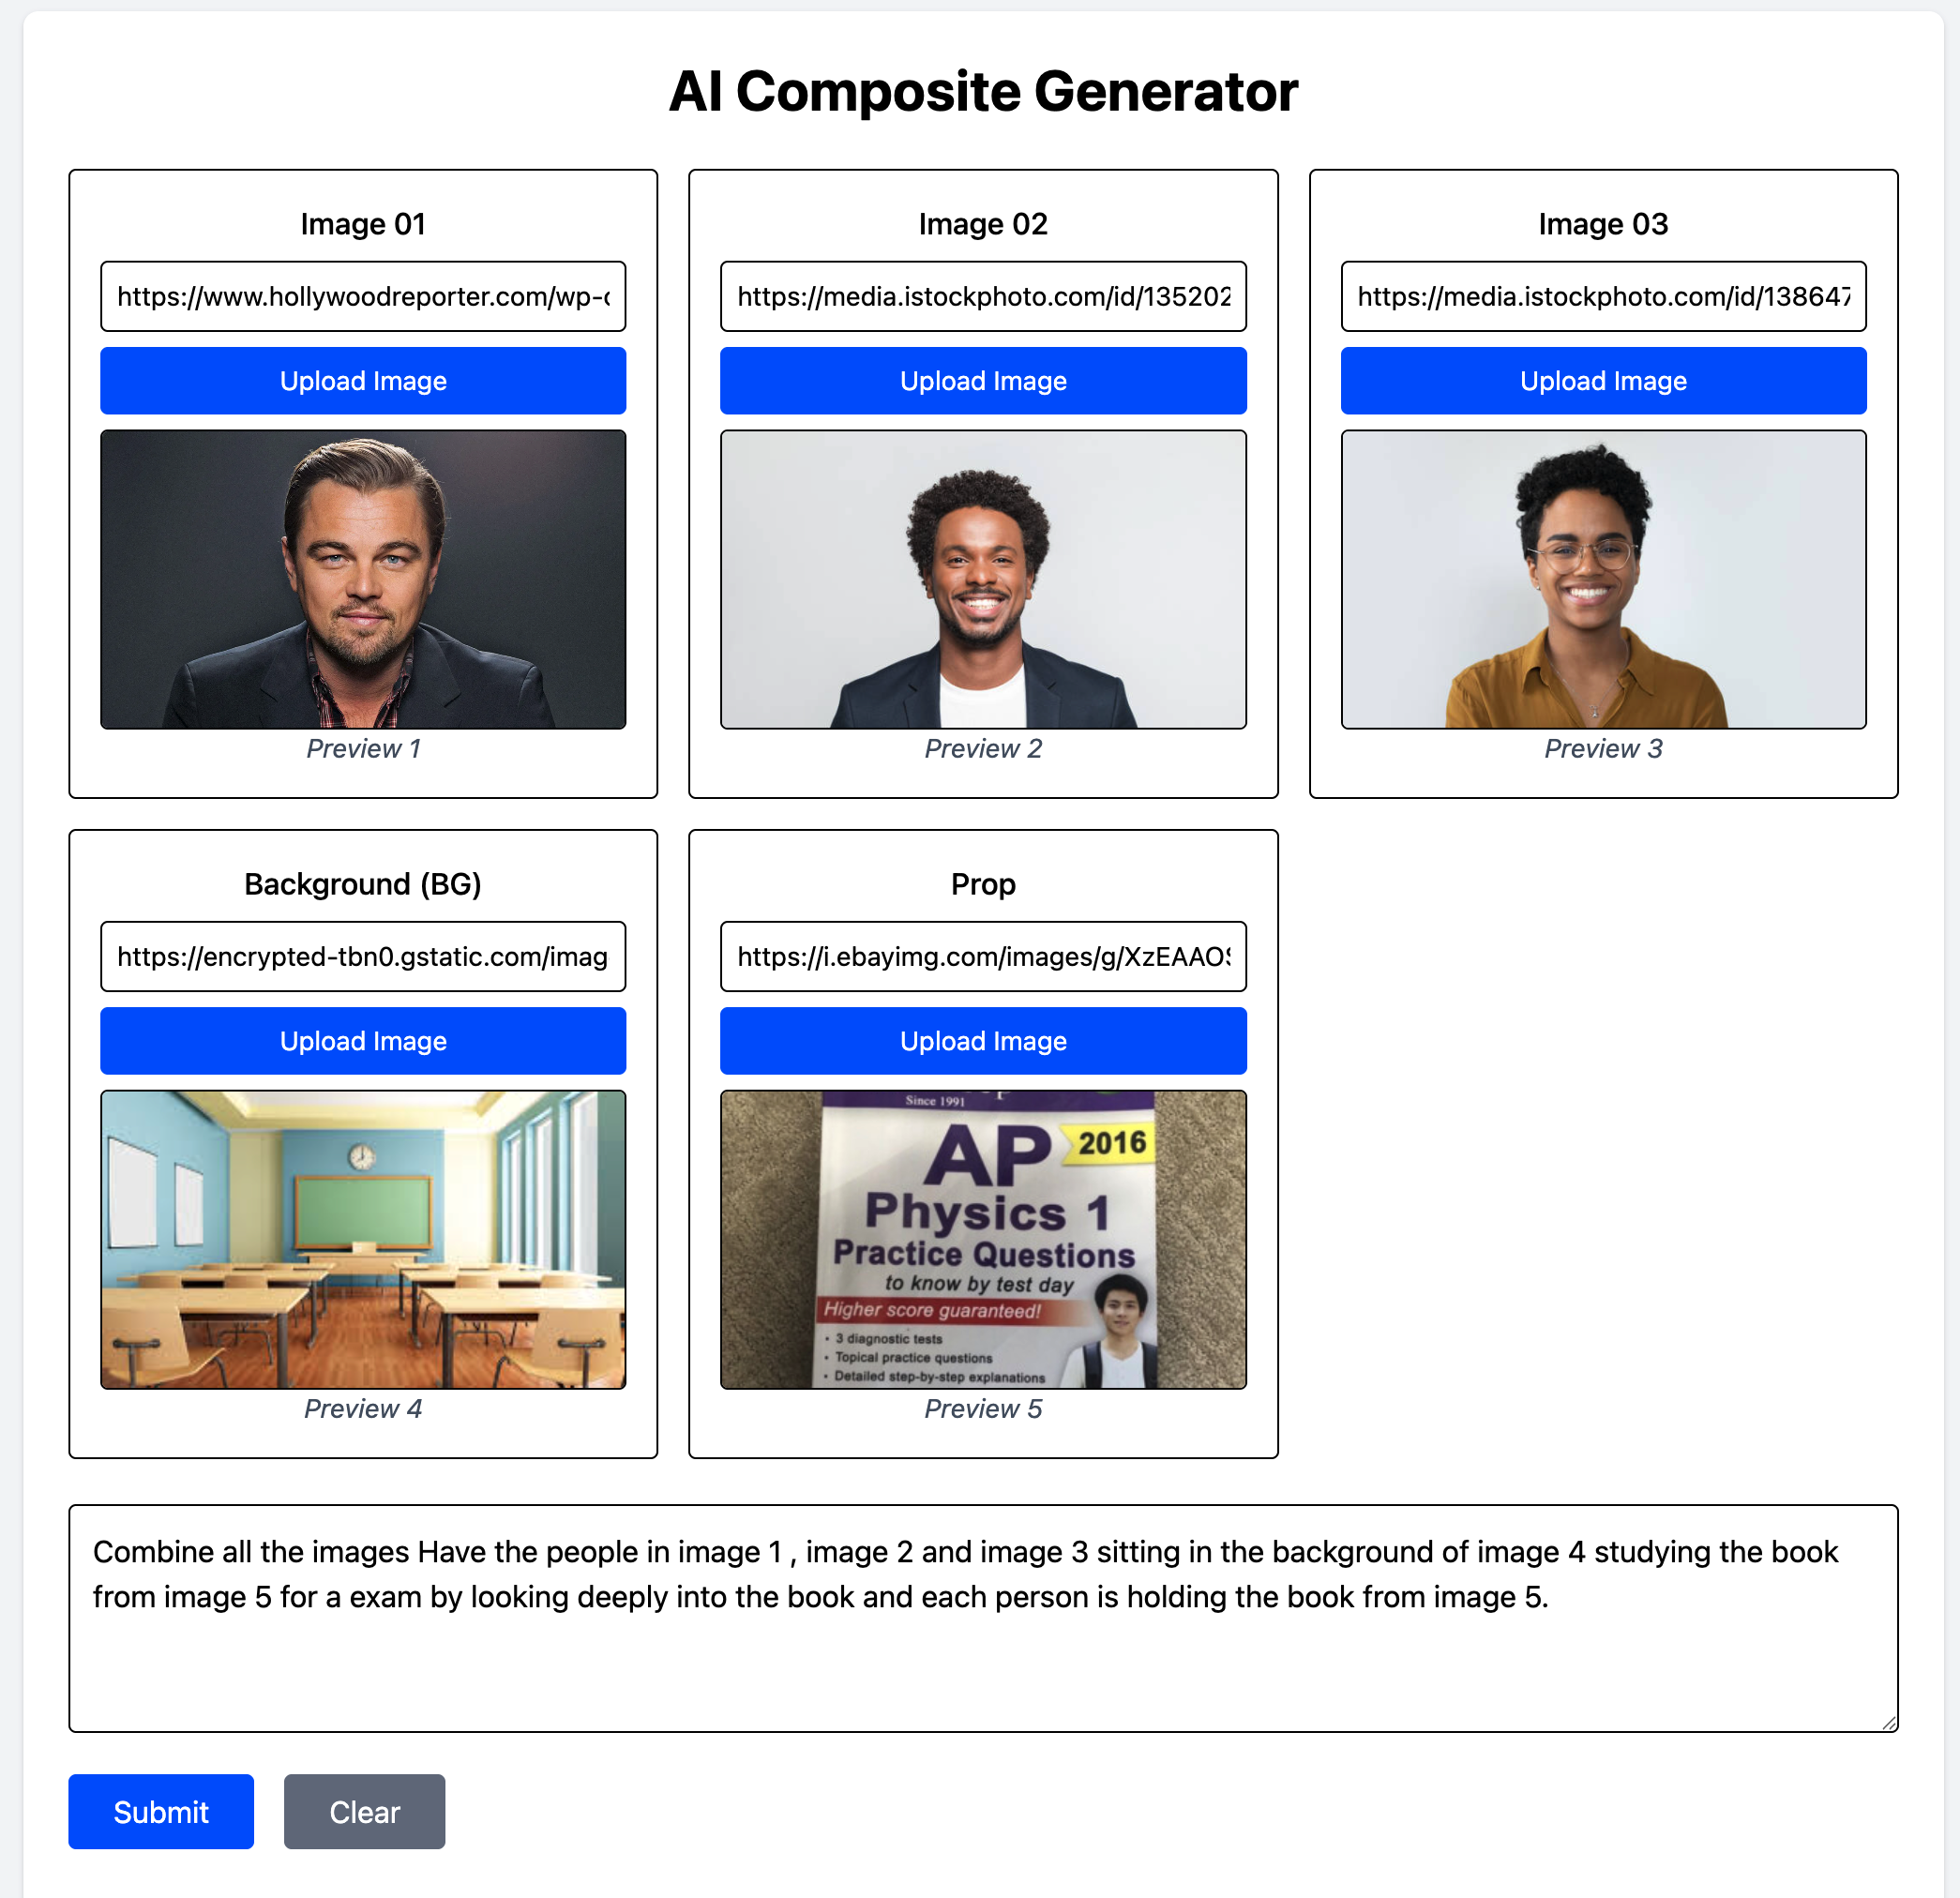 AI Composite Generator
Image 01
https://www.hollywoodreporter.com/wp-
Upload Image
Preview 1
Image 02
https://media.istockphoto.com/id/135202
Upload Image
Preview 2
Image 03
https://media.istockphoto.com/id/138647
Upload Image
Preview 3
Background (BG)
https://encrypted-tbn0.gstatic.com/imag
Upload Image
Preview 4
Prop
https://i.ebayimg.com/images/g/XzEAAO
Upload Image
Since 1991
AP
2016
Physics 1
Practice Questions
to know by test day
Higher score guaranteed!
• 3 diagnostic tests
• Topical practice questions
• Detailed step-by-step explanations
Preview 5
Combine all the images Have the people in image 1 , image 2 and image 3 sitting in the background of image 4 studying the book
from image 5 for a exam by looking deeply into the book and each person is holding the book from image 5.
Submit
Clear